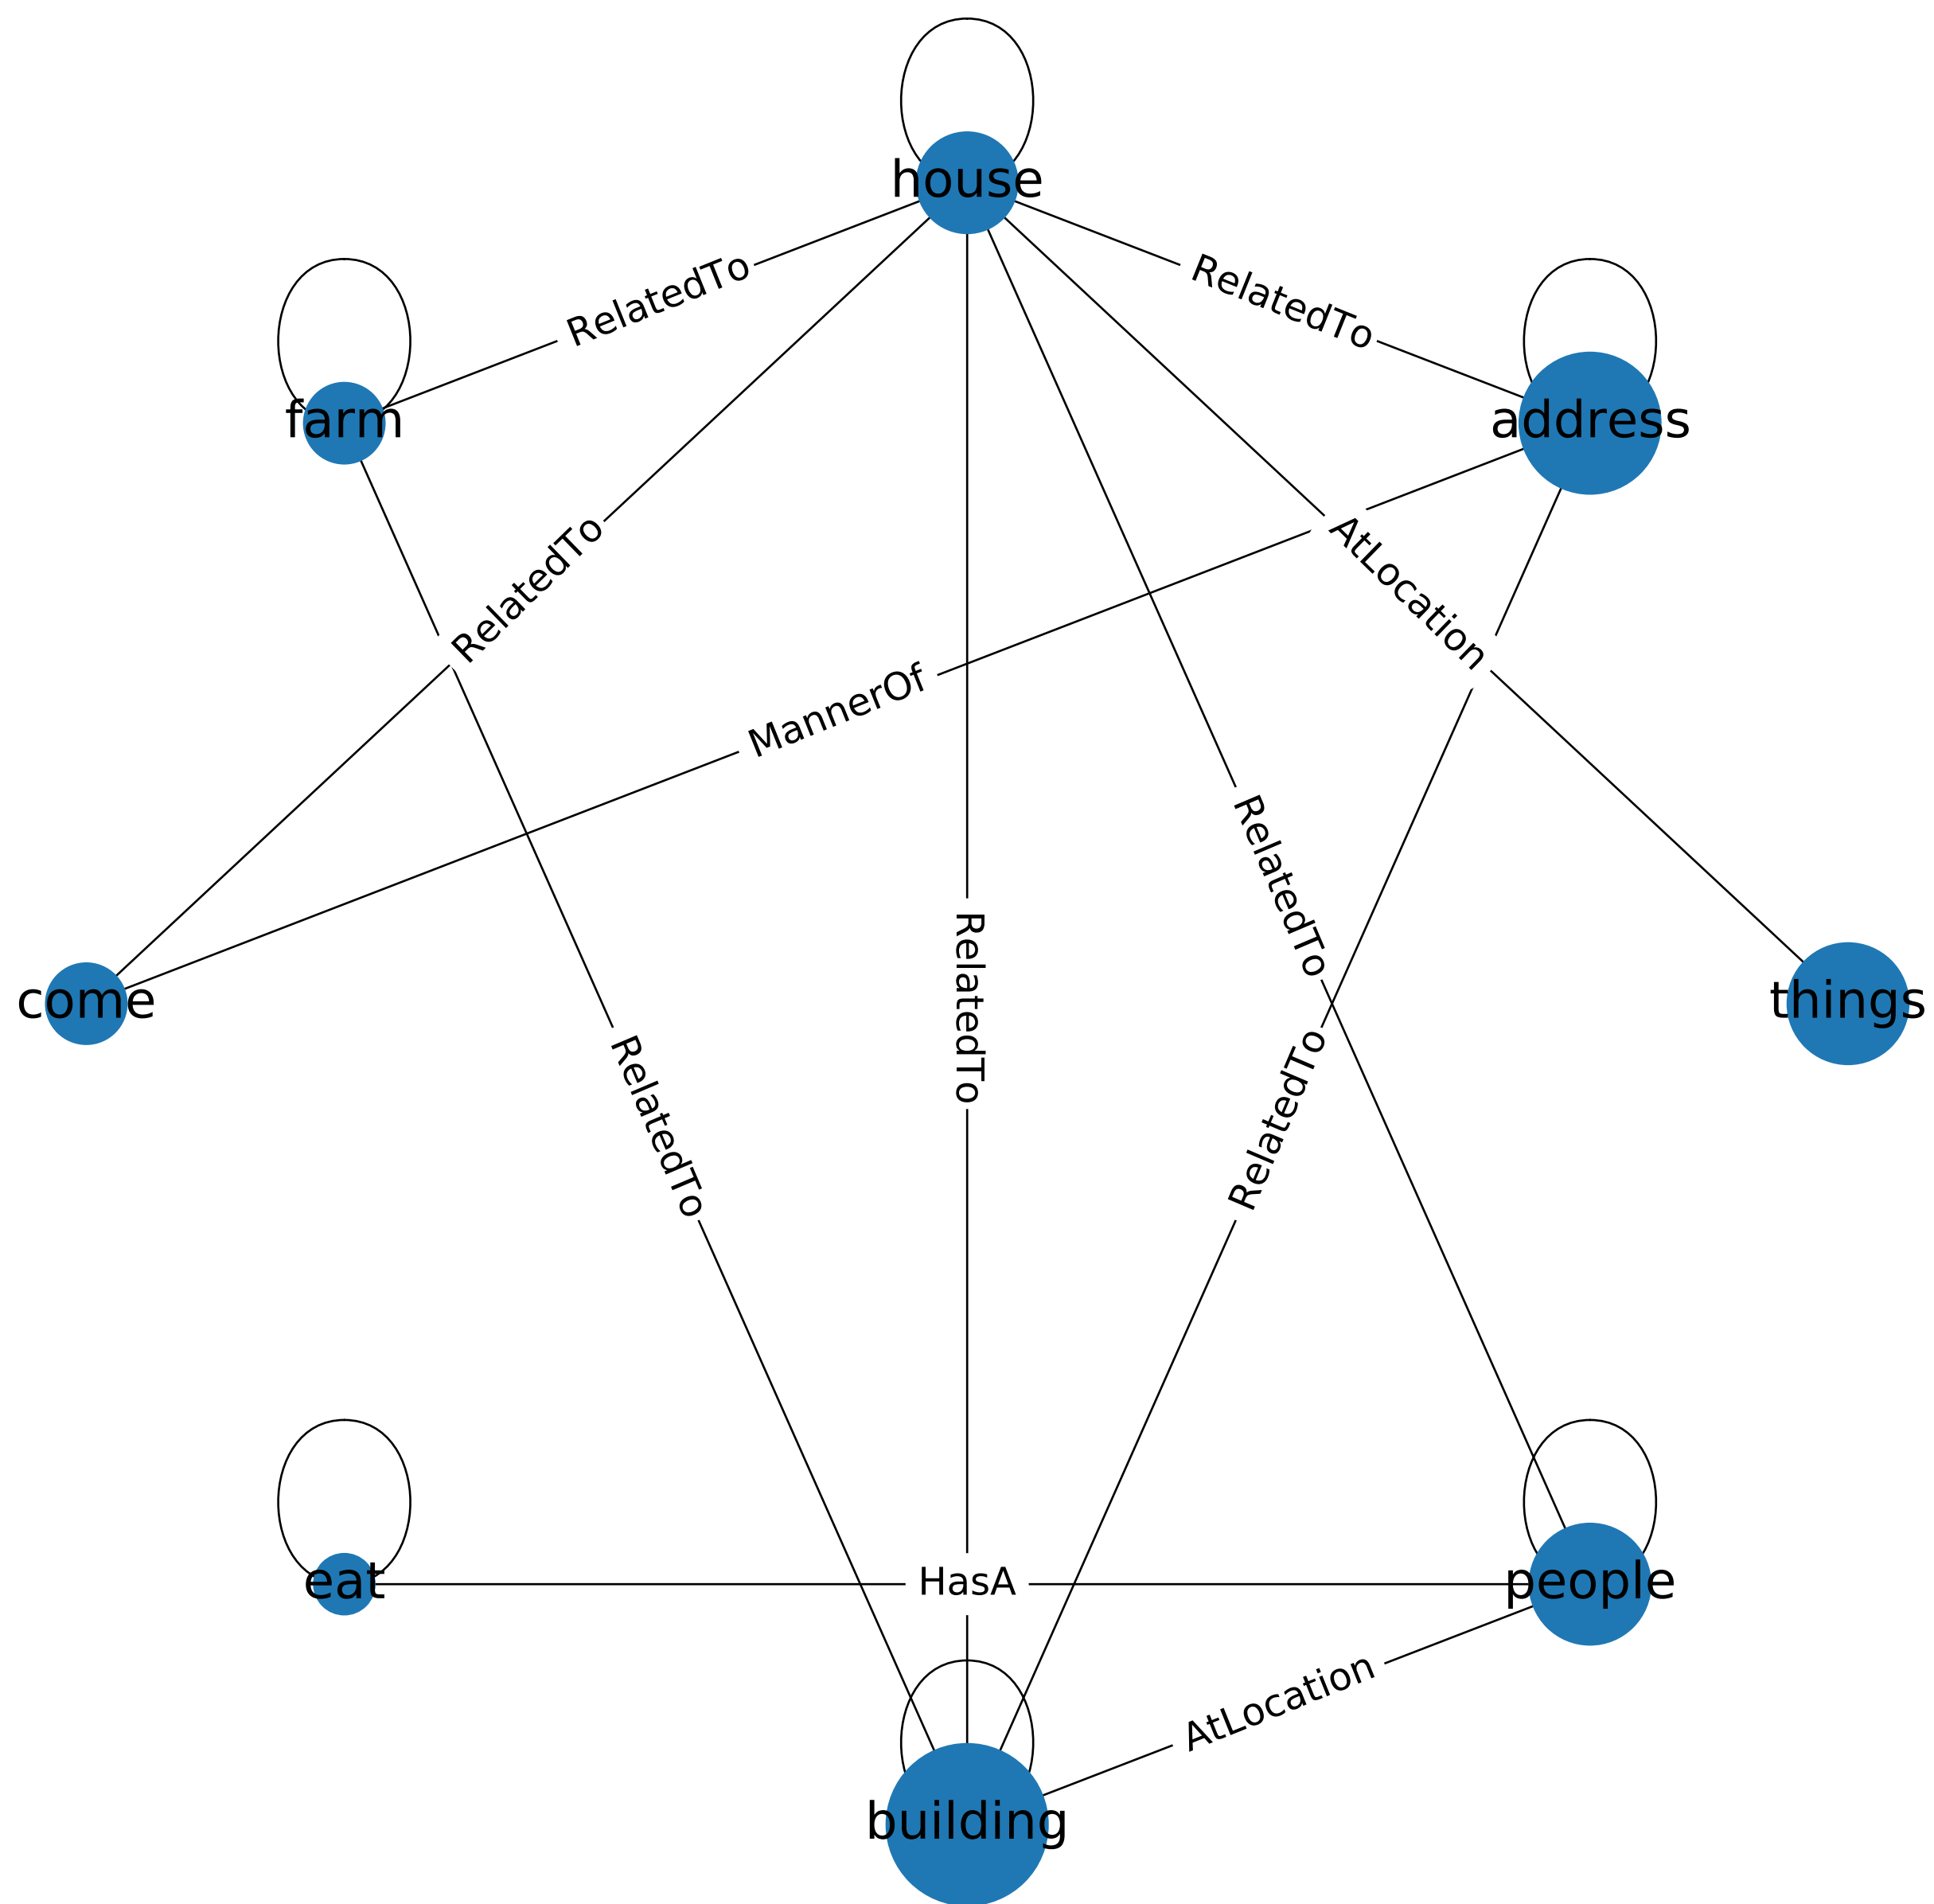 house
RelatedTo
RelatedTo
farm
address
RelatedTo
AtLocation
MannerOf
RelatedTo
come
RelatedTo
things
RelatedTo
RelatedTo
eat
HasA
people
AtLocation
building